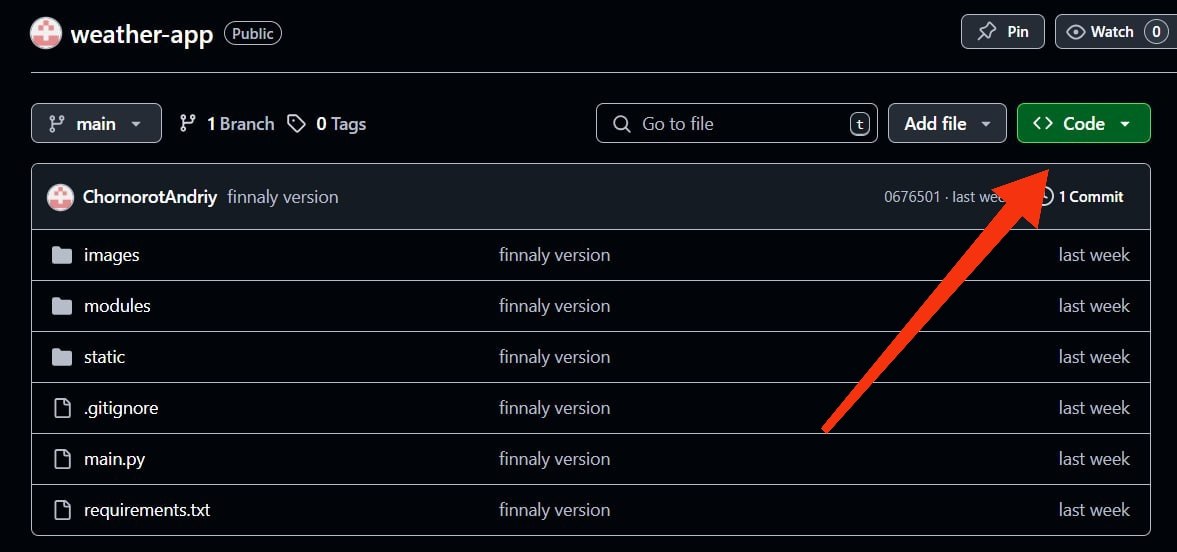 weather-app Public Pin Watch 0
main 1 Branch 0 Tags Go to file t Add file Code
ChornorotAndriy finnaly version 0676501 · last 1 Commit
images finnaly version last week
modules finnaly version last week
static finnaly version last week
.gitignore finnaly version last week
main.py finnaly version last week
requirements.txt finnaly version last week